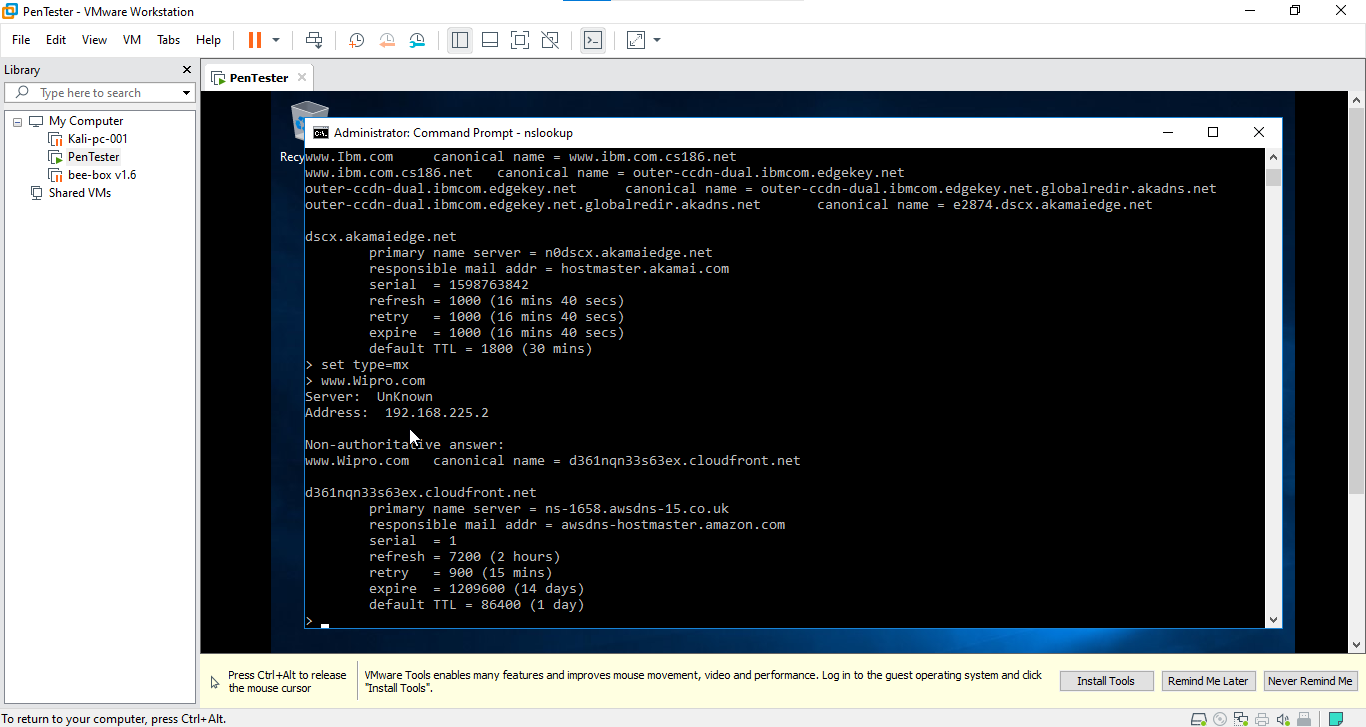 PenTester - VMware Workstation
File Edit View VM Tabs Help
Library
Type here to search
My Computer
Kali-pc-001
PenTester
bee-box v1.6
Shared VMs
PenTester
Administrator: Command Prompt - nslookup
www.Ibm.com canonical name = www.ibm.com.cs186.net
www.ibm.com.cs186.net canonical name = outer-ccdn-dual.ibmcom.edgekey.net
outer-ccdn-dual.ibmcom.edgekey.net canonical name = outer-ccdn-dual.ibmcom.edgekey.net.globalredir.akadns.net
outer-ccdn-dual.ibmcom.edgekey.net.globalredir.akadns.net canonical name = e2874.dscx.akamaiedge.net
dscx.akamaiedge.net
primary name server = n0dscx.akamaiedge.net
responsible mail addr = hostmaster.akamai.com
serial = 1598763842
refresh = 1000 (16 mins 40 secs)
retry = 1000 (16 mins 40 secs)
expire = 1000 (16 mins 40 secs)
default TTL = 1800 (30 mins)
> set type=mx
> www.Wipro.com
Server: UnKnown
Address: 192.168.225.2
Non-authoritative answer:
www.Wipro.com canonical name = d361nqn33s63ex.cloudfront.net
d361nqn33s63ex.cloudfront.net
primary name server = ns-1658.awsdns-15.co.uk
responsible mail addr = awsdns-hostmaster.amazon.com
serial = 1
refresh = 7200 (2 hours)
retry = 900 (15 mins)
expire = 1209600 (14 days)
default TTL = 86400 (1 day)
>
Recy
Press Ctrl+Alt to release
the mouse cursor
VMware Tools enables many features and improves mouse movement, video and performance. Log in to the guest operating system and click
"Install Tools".
Install Tools
Remind Me Later
Never Remind Me
To return to your computer, press Ctrl+Alt.